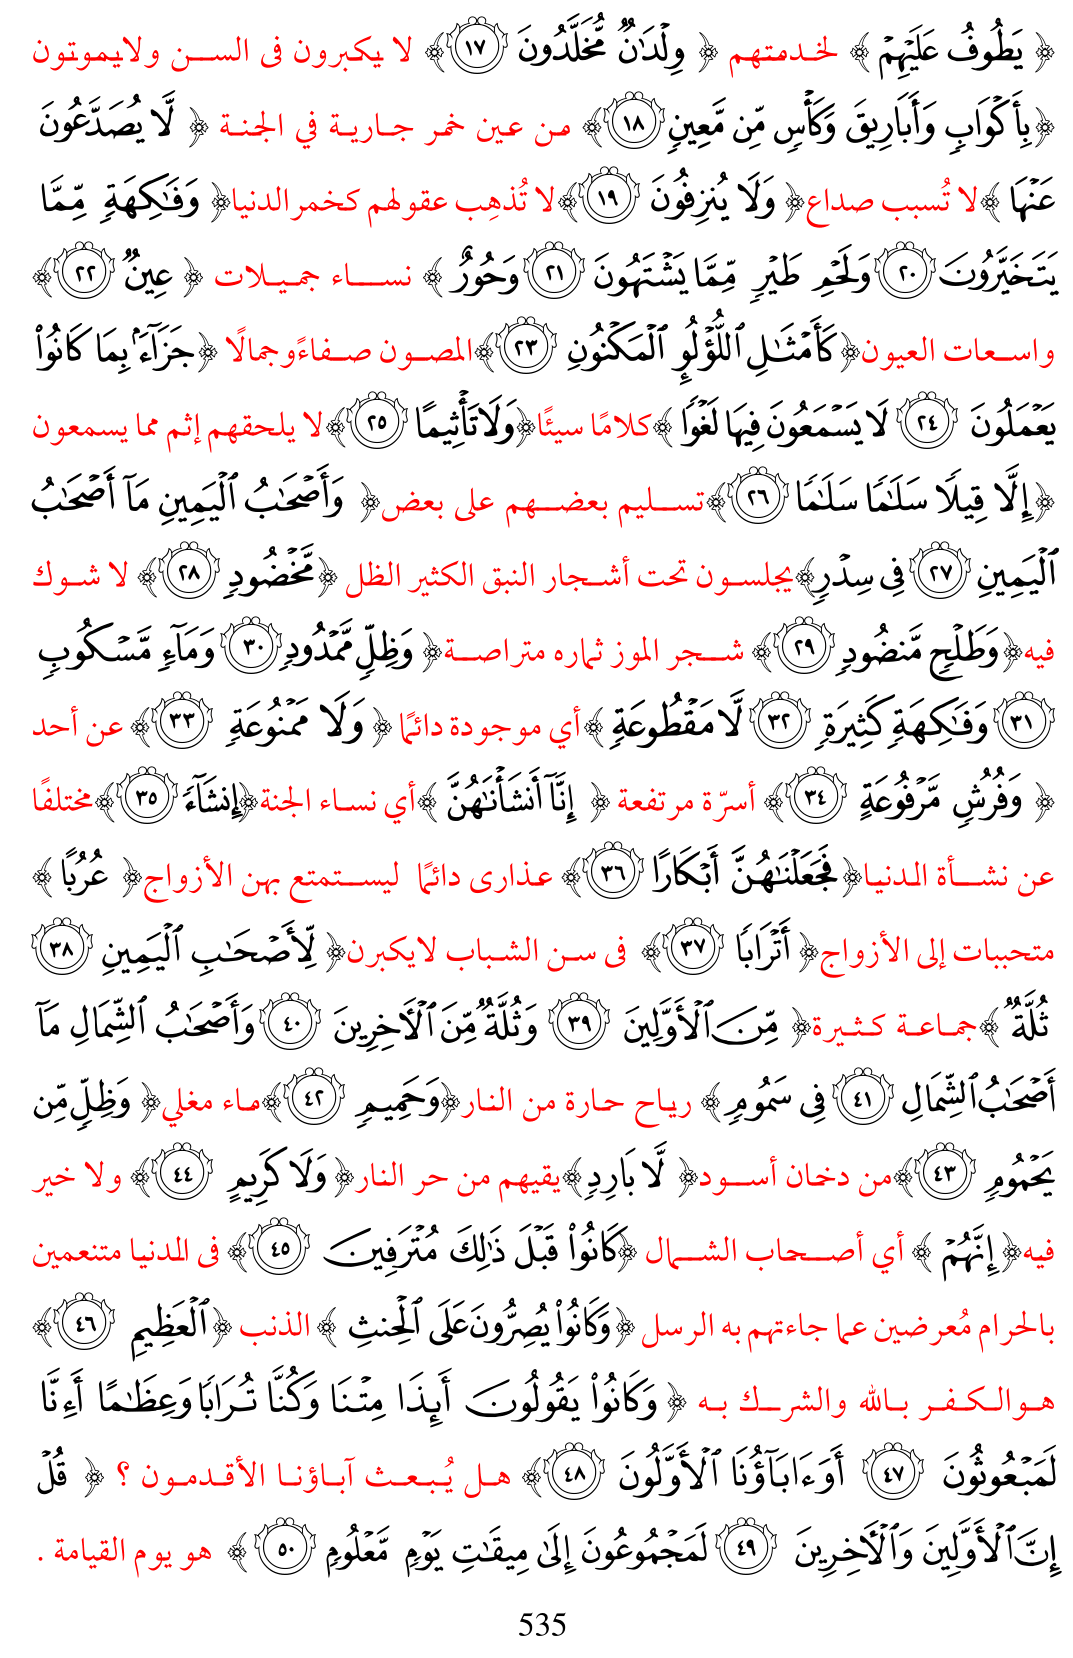 ﴿ يَطُوفُ عَلَيْهِمْ ﴾ لخدمتهم ﴿ وِلْدَٰنٌ مُّخَلَّدُونَ ١٧﴾ لا يكبرون فى السن ولايموتون
﴿بِأَكْوَابٍ وَأَبَارِيقَ وَكَأْسٍ مِّن مَّعِينٍ ١٨﴾ من عين خمر جارية في الجنة ﴿ لَّا يُصَدَّعُونَ
عَنْهَا ﴾لا تُسبب صداع﴿ وَلَا يُنزِفُونَ ١٩﴾لا تُذهِب عقولهم كخمر الدنيا﴿ وَفَٰكِهَةٍ مِّمَّا
يَتَخَيَّرُونَ ٢٠ وَلَحْمِ طَيْرٍ مِّمَّا يَشْتَهُونَ ٢١ وَحُورٌ ﴾ نساء جميلات ﴿ عِينٌ ٢٢﴾
واسعات العيون﴿كَأَمْثَٰلِ ٱللُّؤْلُؤِ ٱلْمَكْنُونِ ٢٣﴾المصون صفاءً وجمالًا ﴿جَزَآءًۢ بِمَا كَانُوا۟
يَعْمَلُونَ ٢٤ لَا يَسْمَعُونَ فِيهَا لَغْوًا ﴾كلامًا سيئًا﴿وَلَا تَأْثِيمًا ٢٥﴾لا يلحقهم إثم مما يسمعون
﴿إِلَّا قِيلًا سَلَٰمًا سَلَٰمًا ٢٦﴾تسليم بعضهم على بعض﴿ وَأَصْحَٰبُ ٱلْيَمِينِ مَآ أَصْحَٰبُ
ٱلْيَمِينِ ٢٧ فِى سِدْرٍ﴾يجلسون تحت أشجار النبق الكثير الظل ﴿مَّخْضُودٍ ٢٨﴾ لا شوك
فيه﴿وَطَلْحٍ مَّنضُودٍ ٢٩﴾ شجر الموز ثماره متراصة﴿ وَظِلٍّ مَّمْدُودٍ ٣٠ وَمَآءٍ مَّسْكُوبٍ
٣١ وَفَٰكِهَةٍ كَثِيرَةٍ ٣٢ لَّا مَقْطُوعَةٍ ﴾أي موجودة دائمًا ﴿ وَلَا مَمْنُوعَةٍ ٣٣﴾ عن أحد
﴿ وَفُرُشٍ مَّرْفُوعَةٍ ٣٤﴾ أسرّة مرتفعة ﴿ إِنَّآ أَنشَأْنَٰهُنَّ ﴾أي نساء الجنة﴿إِنشَآءً ٣٥﴾مختلفًا
عن نشأة الدنيا﴿فَجَعَلْنَٰهُنَّ أَبْكَارًا ٣٦﴾ عذارى دائمًا ليستمتع بهن الأزواج﴿ عُرُبًا ﴾
متحببات إلى الأزواج﴿ أَتْرَابًا ٣٧﴾ فى سن الشباب لايكبرن﴿ لِّأَصْحَٰبِ ٱلْيَمِينِ ٣٨
ثُلَّةٌ ﴾جماعة كثيرة﴿ مِّنَ ٱلْأَوَّلِينَ ٣٩ وَثُلَّةٌ مِّنَ ٱلْءَاخِرِينَ ٤٠ وَأَصْحَٰبُ ٱلشِّمَالِ مَآ
أَصْحَٰبُ ٱلشِّمَالِ ٤١ فِى سَمُومٍ﴾ رياح حارة من النار﴿وَحَمِيمٍ ٤٢﴾ماء مغلي﴿ وَظِلٍّ مِّن
يَحْمُومٍ ٤٣﴾من دخان أسود﴿ لَّا بَارِدٍ﴾يقيهم من حر النار﴿ وَلَا كَرِيمٍ ٤٤﴾ ولا خير
فيه﴿ إِنَّهُمْ ﴾ أي أصحاب الشمال ﴿كَانُوا۟ قَبْلَ ذَٰلِكَ مُتْرَفِينَ ٤٥﴾ فى الدنيا متنعمين
بالحرام مُعرضين عما جاءتهم به الرسل ﴿وَكَانُوا۟ يُصِرُّونَ عَلَى ٱلْحِنثِ ﴾ الذنب ﴿ٱلْعَظِيمِ ٤٦﴾
هوالكفر بالله والشرك به ﴿ وَكَانُوا۟ يَقُولُونَ أَئِذَا مِتْنَا وَكُنَّا تُرَابًا وَعِظَٰمًا أَءِنَّا
لَمَبْعُوثُونَ ٤٧ أَوَءَابَآؤُنَا ٱلْأَوَّلُونَ ٤٨﴾ هل يُبعث آباؤنا الأقدمون ؟ ﴿ قُلْ
إِنَّ ٱلْأَوَّلِينَ وَٱلْءَاخِرِينَ ٤٩ لَمَجْمُوعُونَ إِلَىٰ مِيقَٰتِ يَوْمٍ مَّعْلُومٍ ٥٠﴾ هو يوم القيامة .
535